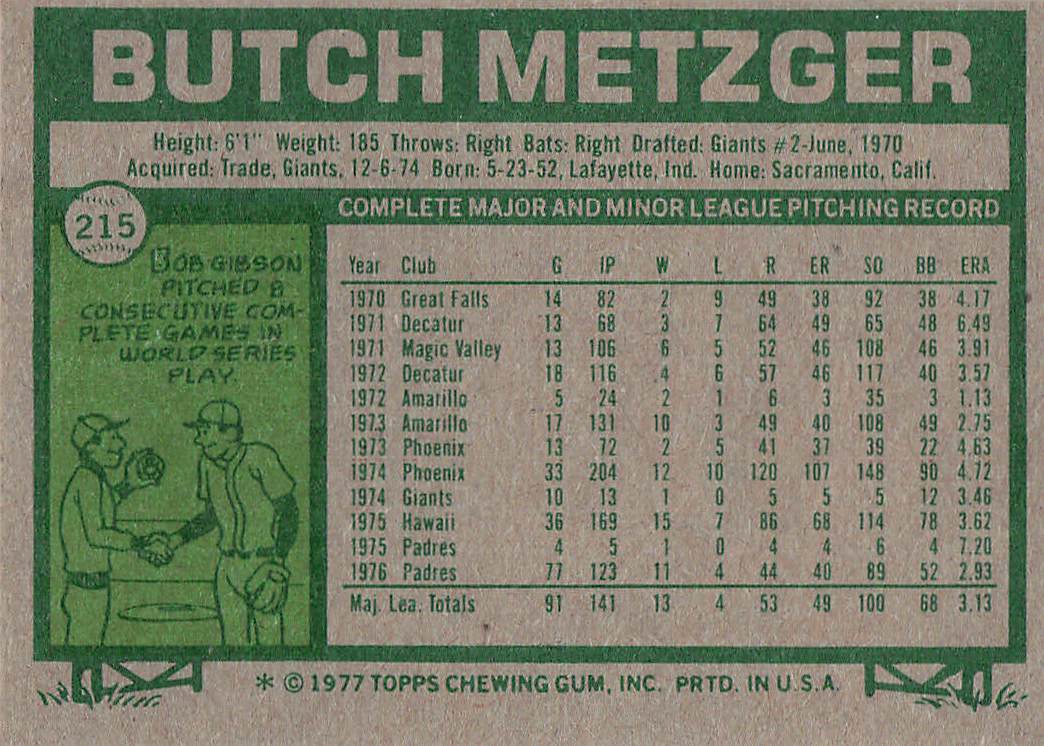 BUTCH METZGER
Height: 6'1" Weight: 185 Throws: Right Bats: Right Drafted: Giants #2-June, 1970
Acquired: Trade, Giants, 12-6-74 Born: 5-23-52, Lafayette, Ind. Home: Sacramento, Calif.
215
BOB GIBSON
PITCHED 8
CONSECUTIVE COM-
PLETE GAMES IN
WORLD SERIES
PLAY.
COMPLETE MAJOR AND MINOR LEAGUE PITCHING RECORD
Year Club G IP W L R ER SO BB ERA
1970 Great Falls 14 82 2 9 49 38 92 38 4.17
1971 Decatur 13 68 3 7 64 49 65 48 6.49
1971 Magic Valley 13 106 6 5 52 46 108 46 3.91
1972 Decatur 18 116 4 6 57 46 117 40 3.57
1972 Amarillo 5 24 2 1 6 3 35 3 1.13
1973 Amarillo 17 131 10 3 49 40 108 49 2.75
1973 Phoenix 13 72 2 5 41 37 39 22 4.63
1974 Phoenix 33 204 12 10 120 107 148 90 4.72
1974 Giants 10 13 1 0 5 5 5 12 3.46
1975 Hawaii 36 169 15 7 86 68 114 78 3.62
1975 Padres 4 5 1 0 4 4 6 4 7.20
1976 Padres 77 123 11 4 44 40 89 52 2.93
Maj. Lea. Totals 91 141 13 4 53 49 100 68 3.13
* © 1977 TOPPS CHEWING GUM, INC. PRTD. IN U.S.A.